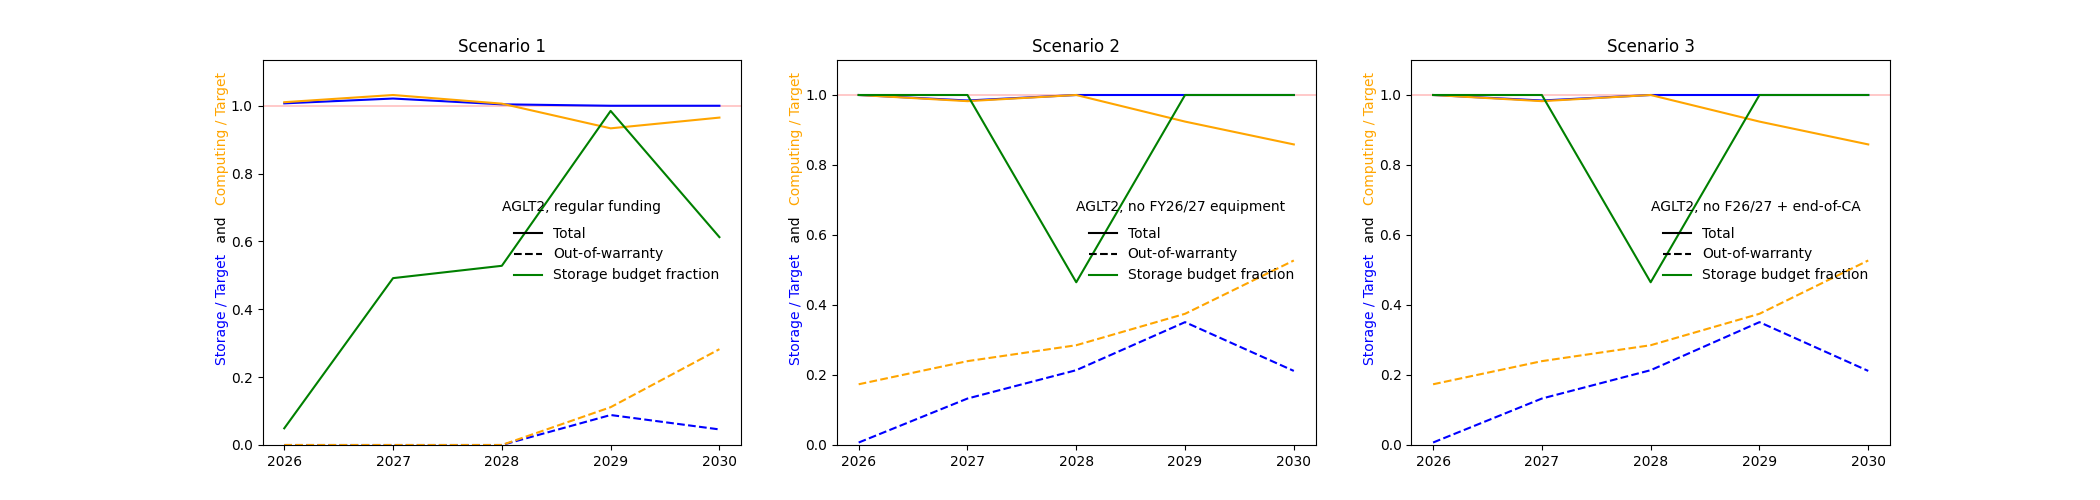 Scenario 1
Storage / Target and Computing / Target
1.0
0.8
0.6
0.4
0.2
0.0
AGLT2, regular funding
Total
Out-of-warranty
Storage budget fraction
2026 2027 2028 2029 2030
Scenario 2
Storage / Target and Computing / Target
1.0
0.8
0.6
0.4
0.2
0.0
AGLT2, no FY26/27 equipment
Total
Out-of-warranty
Storage budget fraction
2026 2027 2028 2029 2030
Scenario 3
Storage / Target and Computing / Target
1.0
0.8
0.6
0.4
0.2
0.0
AGLT2, no F26/27 + end-of-CA
Total
Out-of-warranty
Storage budget fraction
2026 2027 2028 2029 2030